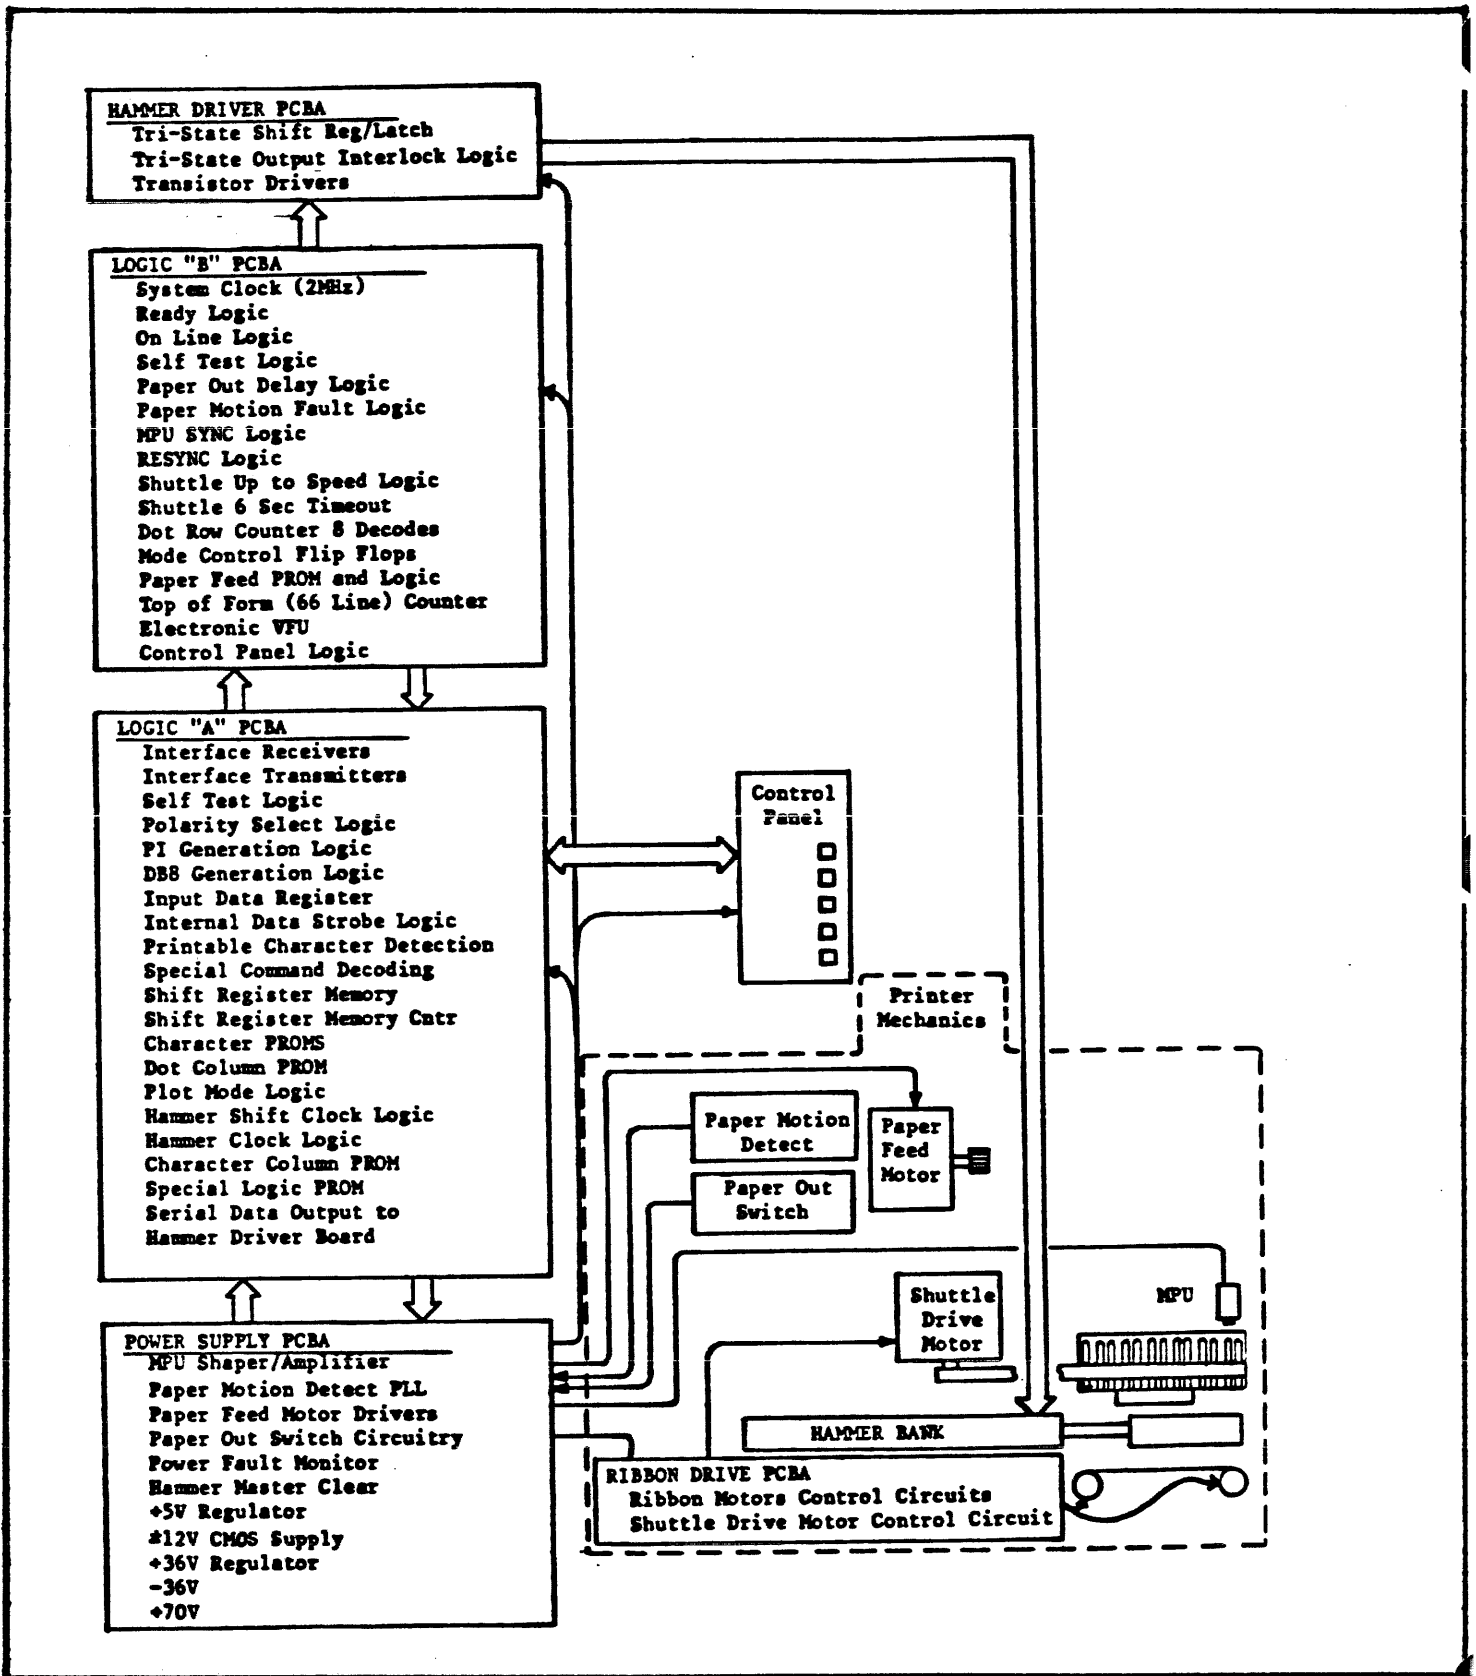 HAMMER DRIVER PCBA
Tri-State Shift Reg/Latch
Tri-State Output Interlock Logic
Transistor Drivers
LOGIC "B" PCBA
System Clock (2MHz)
Ready Logic
On Line Logic
Self Test Logic
Paper Out Delay Logic
Paper Motion Fault Logic
MPU SYNC Logic
RESYNC Logic
Shuttle Up to Speed Logic
Shuttle 6 Sec Timeout
Dot Row Counter 8 Decodes
Mode Control Flip Flops
Paper Feed PROM and Logic
Top of Form (66 Line) Counter
Electronic VFU
Control Panel Logic
LOGIC "A" PCBA
Interface Receivers
Interface Transmitters
Self Test Logic
Polarity Select Logic
PI Generation Logic
DB8 Generation Logic
Input Data Register
Internal Data Strobe Logic
Printable Character Detection
Special Command Decoding
Shift Register Memory
Shift Register Memory Cntr
Character PROMS
Dot Column PROM
Plot Mode Logic
Hammer Shift Clock Logic
Hammer Clock Logic
Character Column PROM
Special Logic PROM
Serial Data Output to
Hammer Driver Board
POWER SUPPLY PCBA
MPU Shaper/Amplifier
Paper Motion Detect PLL
Paper Feed Motor Drivers
Paper Out Switch Circuitry
Power Fault Monitor
Hammer Master Clear
+5V Regulator
±12V CMOS Supply
+36V Regulator
-36V
+70V
Control
Panel
Printer
Mechanics
Paper Motion
Detect
Paper
Feed
Motor
Paper Out
Switch
Shuttle
Drive
Motor
MPU
HAMMER BANK
RIBBON DRIVE PCBA
Ribbon Motors Control Circuits
Shuttle Drive Motor Control Circuit